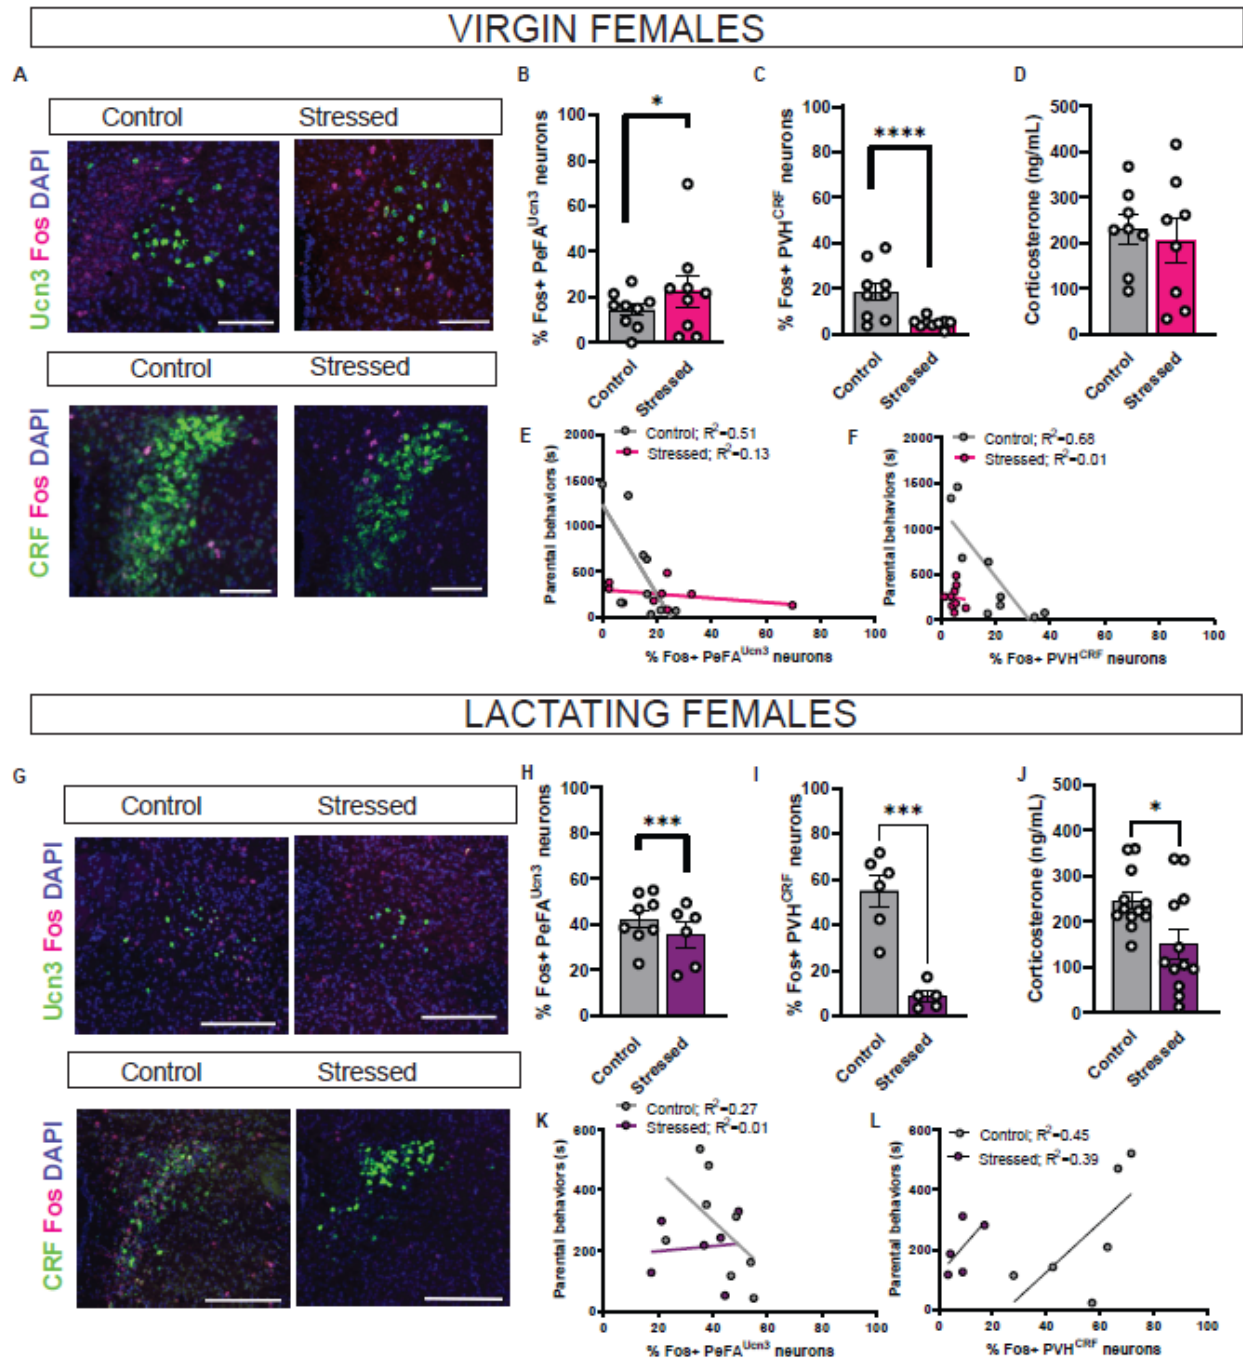 VIRGIN FEMALES
A
Control Stressed
Ucn3 Fos DAPI
Control Stressed
CRF Fos DAPI
B
*
% Fos+ PeFA^Ucn3 neurons
100
80
60
40
20
0
Control
Stressed
C
****
% Fos+ PVH^CRF neurons
100
80
60
40
20
0
Control
Stressed
D
Corticosterone (ng/mL)
500
400
300
200
100
0
Control
Stressed
E
Control; R²=0.51
Stressed; R²=0.13
Parental behaviors (s)
2000
1500
1000
500
0
0 20 40 60 80 100
% Fos+ PeFA^Ucn3 neurons
F
Control; R²=0.68
Stressed; R²=0.01
Parental behaviors (s)
2000
1500
1000
500
0
0 20 40 60 80 100
% Fos+ PVH^CRF neurons
LACTATING FEMALES
G
Control Stressed
Ucn3 Fos DAPI
Control Stressed
CRF Fos DAPI
H
***
% Fos+ PeFA^Ucn3 neurons
100
80
60
40
20
0
Control
Stressed
I
***
% Fos+ PVH^CRF neurons
100
80
60
40
20
0
Control
Stressed
J
*
Corticosterone (ng/mL)
500
400
300
200
100
0
Control
Stressed
K
Control; R²=0.27
Stressed; R²=0.01
Parental behaviors (s)
600
400
200
0
0 20 40 60 80 100
% Fos+ PeFA^Ucn3 neurons
L
Control; R²=0.45
Stressed; R²=0.39
Parental behaviors (s)
600
400
200
0
0 20 40 60 80 100
% Fos+ PVH^CRF neurons